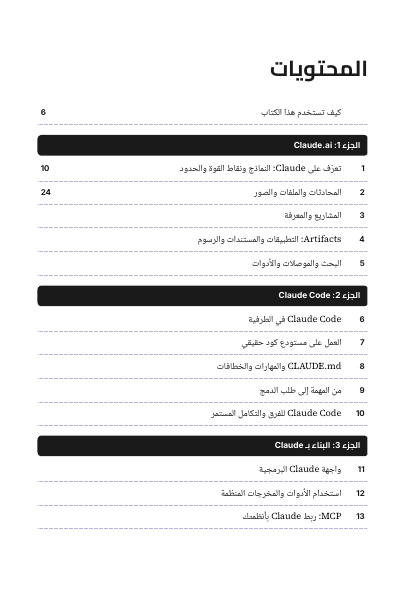 المحتويات
كيف تستخدم هذا الكتاب 6
الجزء 1: Claude.ai
1 تعرّف على Claude: النماذج ونقاط القوة والحدود 10
2 المحادثات والملفات والصور 24
3 المشاريع والمعرفة
4 Artifacts: التطبيقات والمستندات والرسوم
5 البحث والموصلات والأدوات
الجزء 2: Claude Code
6 Claude Code في الطرفية
7 العمل على مستودع كود حقيقي
8 CLAUDE.md والمهارات والخطافات
9 من المهمة إلى طلب الدمج
10 Claude Code للفرق والتكامل المستمر
الجزء 3: البناء بـ Claude
11 واجهة Claude البرمجية
12 استخدام الأدوات والمخرجات المنظمة
13 MCP: ربط Claude بأنظمتك